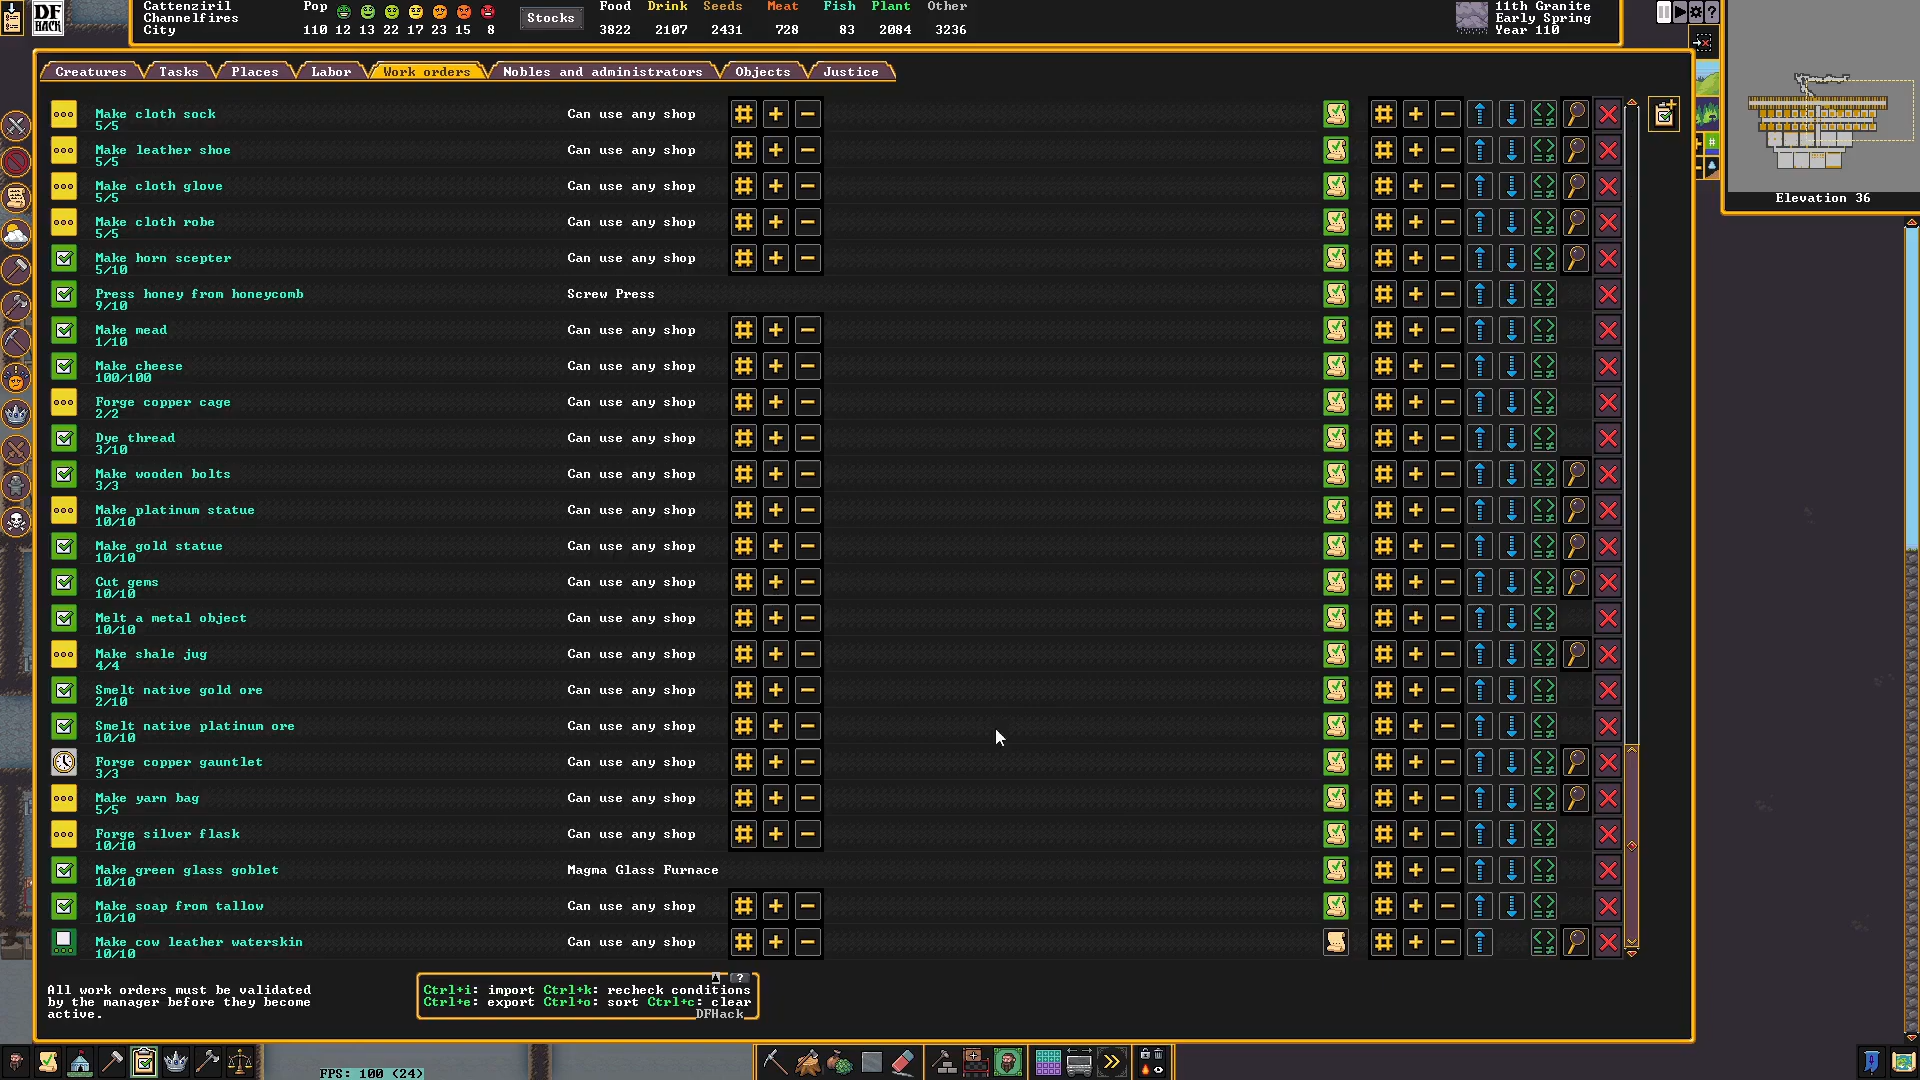 DF
HACK
Cattenziril
Channelfires
City
Pop
110 12 13 22 17 23 15 8
Stocks
Food Drink Seeds Meat Fish Plant Other
3822 2107 2431 728 83 2084 3236
11th Granite
Early Spring
Year 110
Elevation 36
Creatures Tasks Places Labor Work orders Nobles and administrators Objects Justice
Make cloth sock Can use any shop
5/5
Make leather shoe Can use any shop
5/5
Make cloth glove Can use any shop
5/5
Make cloth robe Can use any shop
5/5
Make horn scepter Can use any shop
5/10
Press honey from honeycomb Screw Press
9/10
Make mead Can use any shop
1/10
Make cheese Can use any shop
100/100
Forge copper cage Can use any shop
2/2
Dye thread Can use any shop
3/10
Make wooden bolts Can use any shop
3/3
Make platinum statue Can use any shop
10/10
Make gold statue Can use any shop
10/10
Cut gems Can use any shop
10/10
Melt a metal object Can use any shop
10/10
Make shale jug Can use any shop
4/4
Smelt native gold ore Can use any shop
2/10
Smelt native platinum ore Can use any shop
10/10
Forge copper gauntlet Can use any shop
3/3
Make yarn bag Can use any shop
5/5
Forge silver flask Can use any shop
10/10
Make green glass goblet Magma Glass Furnace
10/10
Make soap from tallow Can use any shop
10/10
Make cow leather waterskin Can use any shop
10/10
All work orders must be validated
by the manager before they become
active.
?
Ctrl+i: import Ctrl+k: recheck conditions
Ctrl+e: export Ctrl+o: sort Ctrl+c: clear
DFHack
FPS: 100 (24)